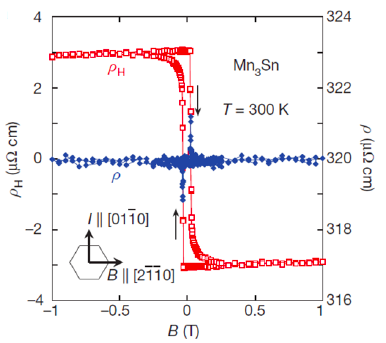 4
2
0
−2
−4
324
322
320
318
316
−1.0
−0.5
0
0.5
1
ρH (μΩ cm)
ρ (μΩ cm)
B (T)
ρH
Mn3Sn
T = 300 K
ρ
I || [011̅0]
B || [21̅1̅0]